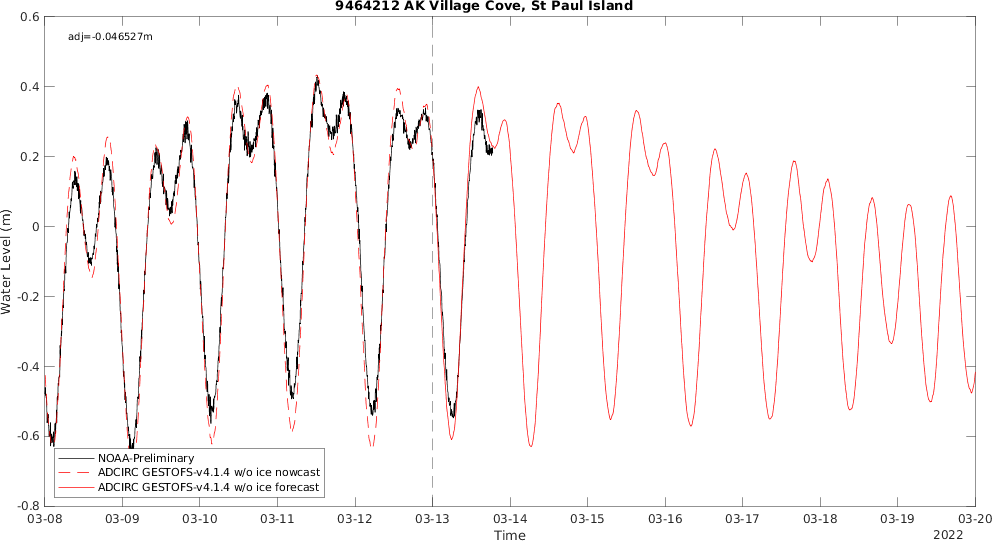 9464212 AK Village Cove, St Paul Island
adj=-0.046527m
0.6
0.4
0.2
0
-0.2
-0.4
-0.6
-0.8
Water Level (m)
NOAA-Preliminary
ADCIRC GESTOFS-v4.1.4 w/o ice nowcast
ADCIRC GESTOFS-v4.1.4 w/o ice forecast
03-08 03-09 03-10 03-11 03-12 03-13 03-14 03-15 03-16 03-17 03-18 03-19 03-20
Time
2022